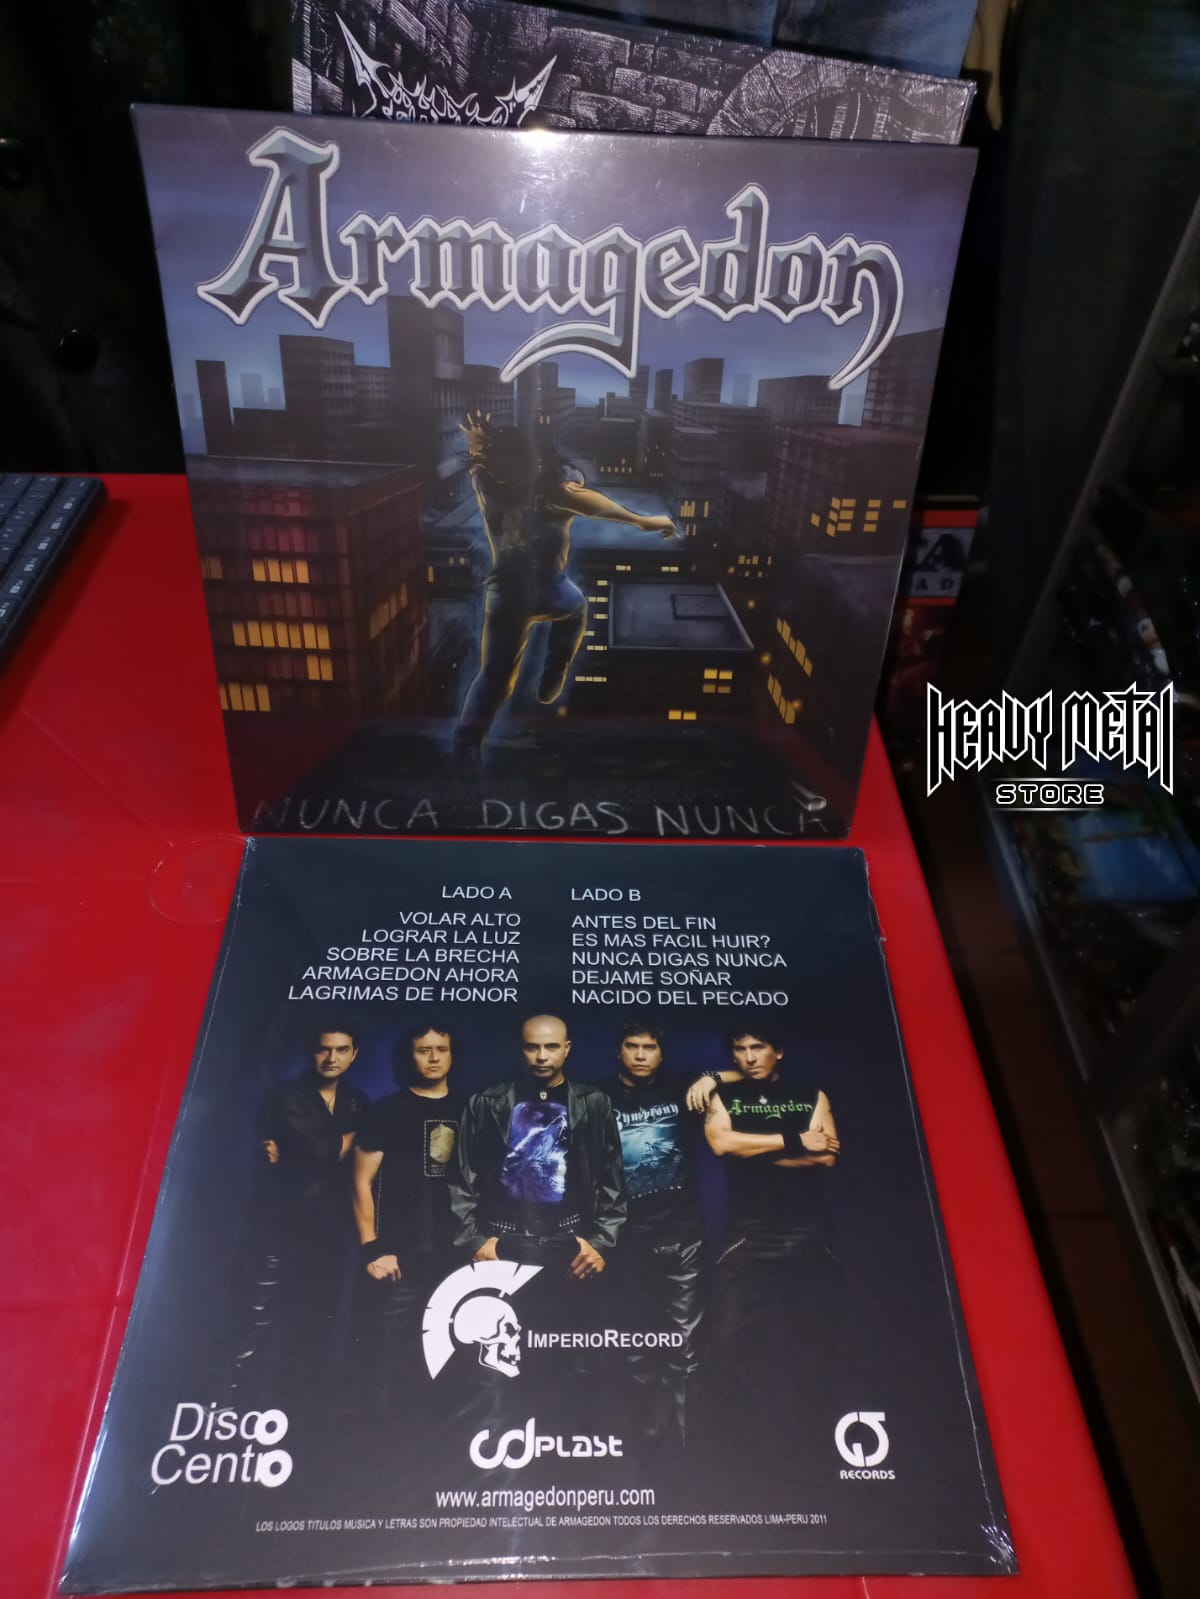 Armagedon
NUNCA DIGAS NUNCA
HEAVY METAL
STORE
LADO A
VOLAR ALTO
LOGRAR LA LUZ
SOBRE LA BRECHA
ARMAGEDON AHORA
LAGRIMAS DE HONOR
LADO B
ANTES DEL FIN
ES MAS FACIL HUIR?
NUNCA DIGAS NUNCA
DEJAME SOÑAR
NACIDO DEL PECADO
Armagedon
IMPERIORECORD
Disco
Centro
cdplast
RECORDS
www.armagedonperu.com
LOS LOGOS TITULOS MUSICA Y LETRAS SON PROPIEDAD INTELECTUAL DE ARMAGEDON TODOS LOS DERECHOS RESERVADOS LIMA-PERU 2011